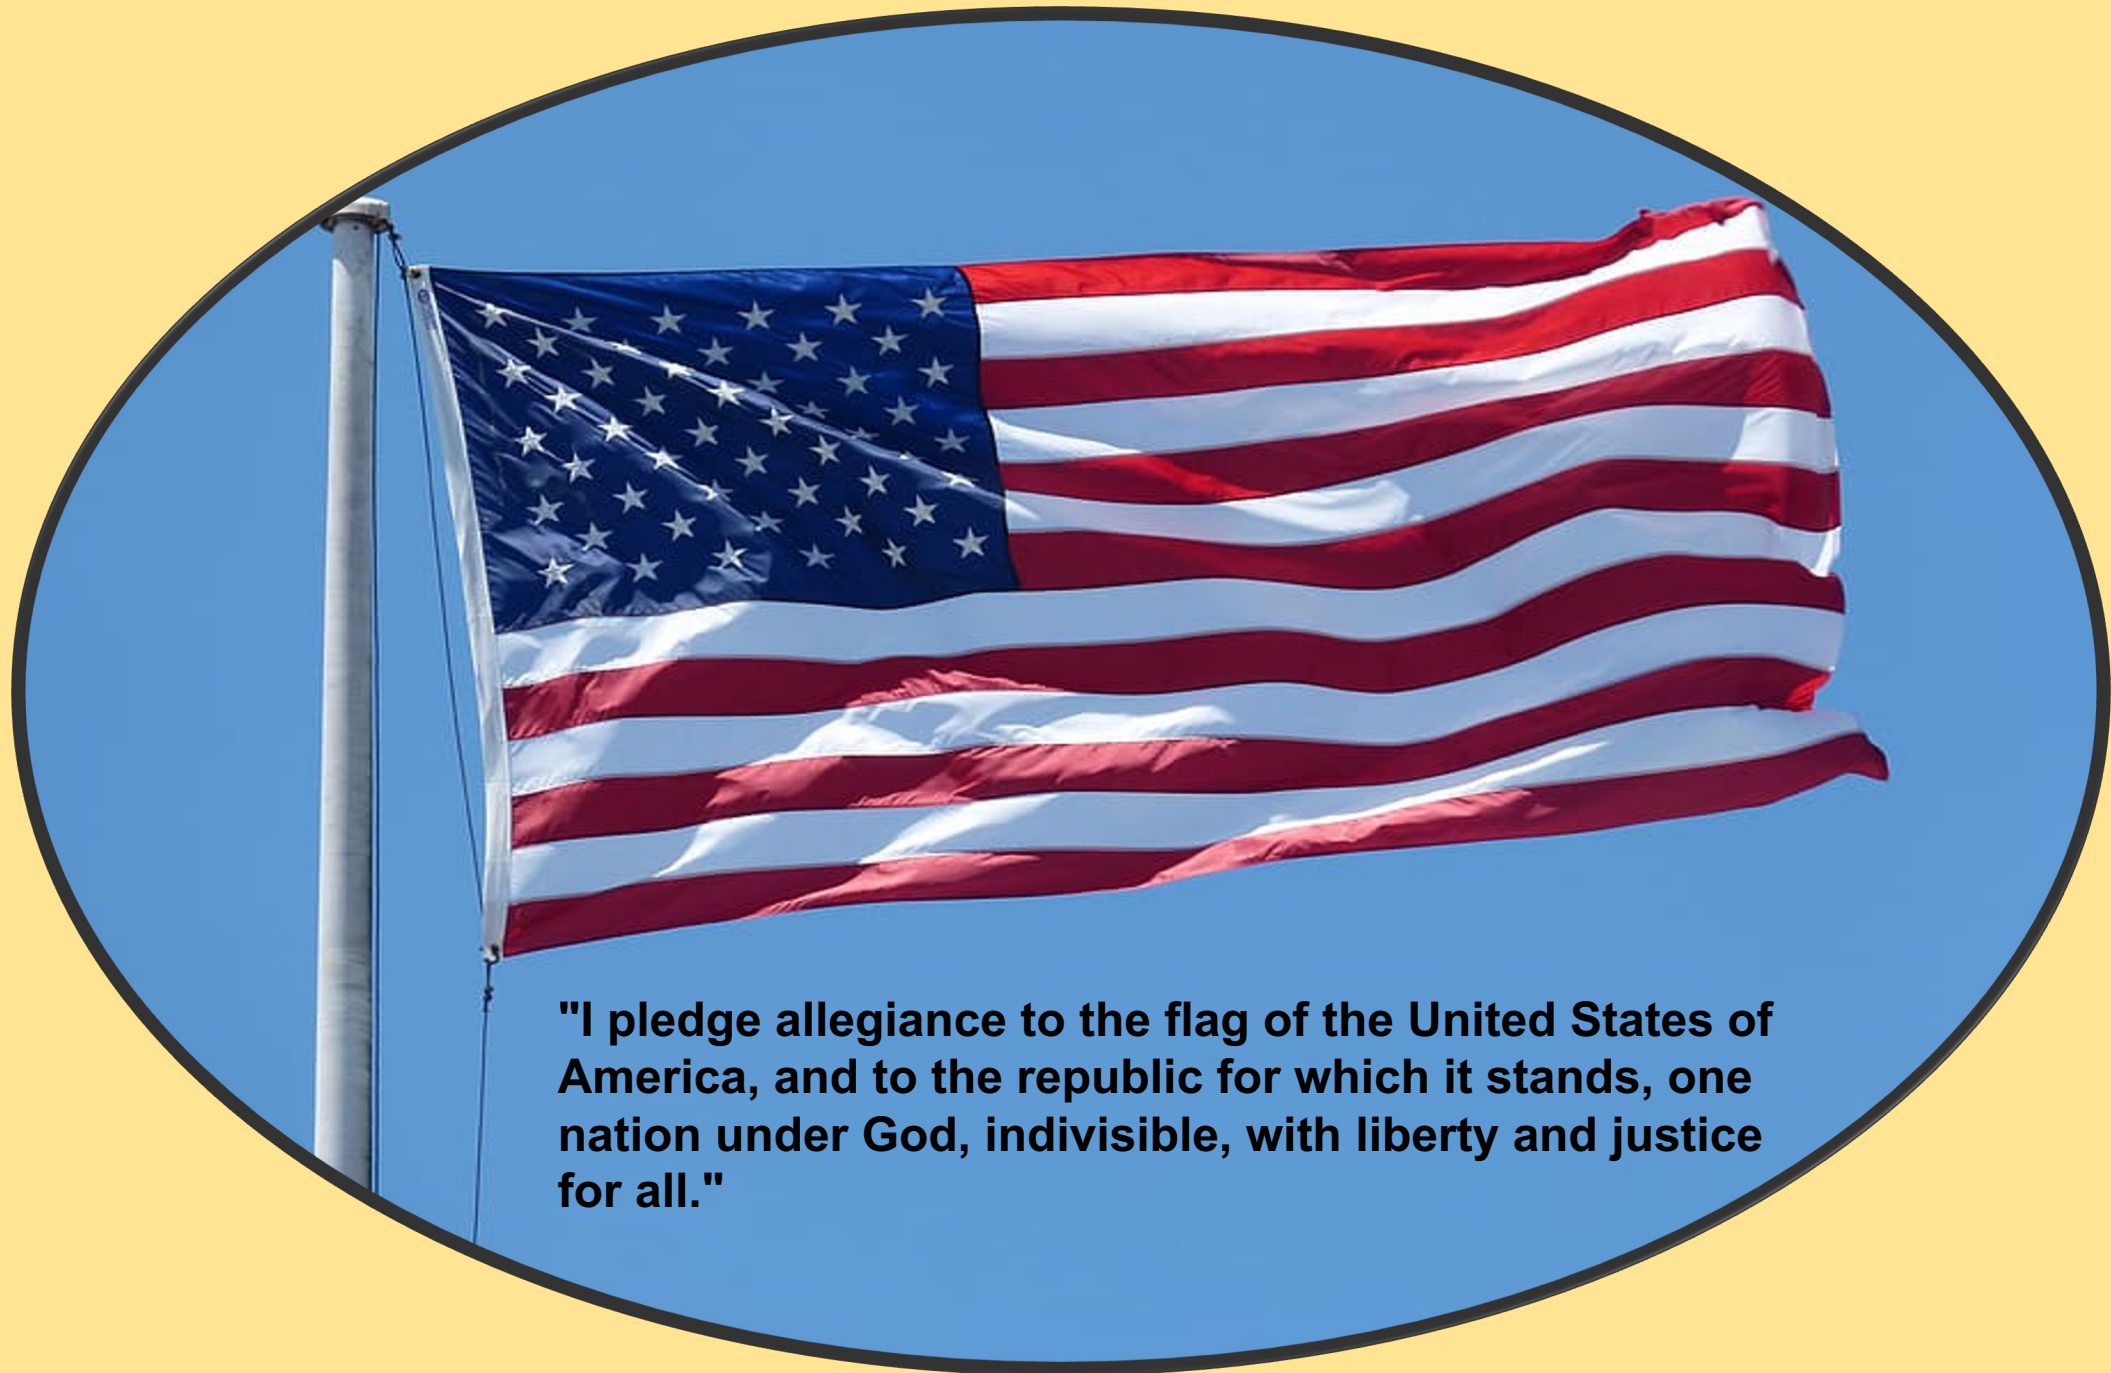 "I pledge allegiance to the flag of the United States of
America, and to the republic for which it stands, one
nation under God, indivisible, with liberty and justice
for all."